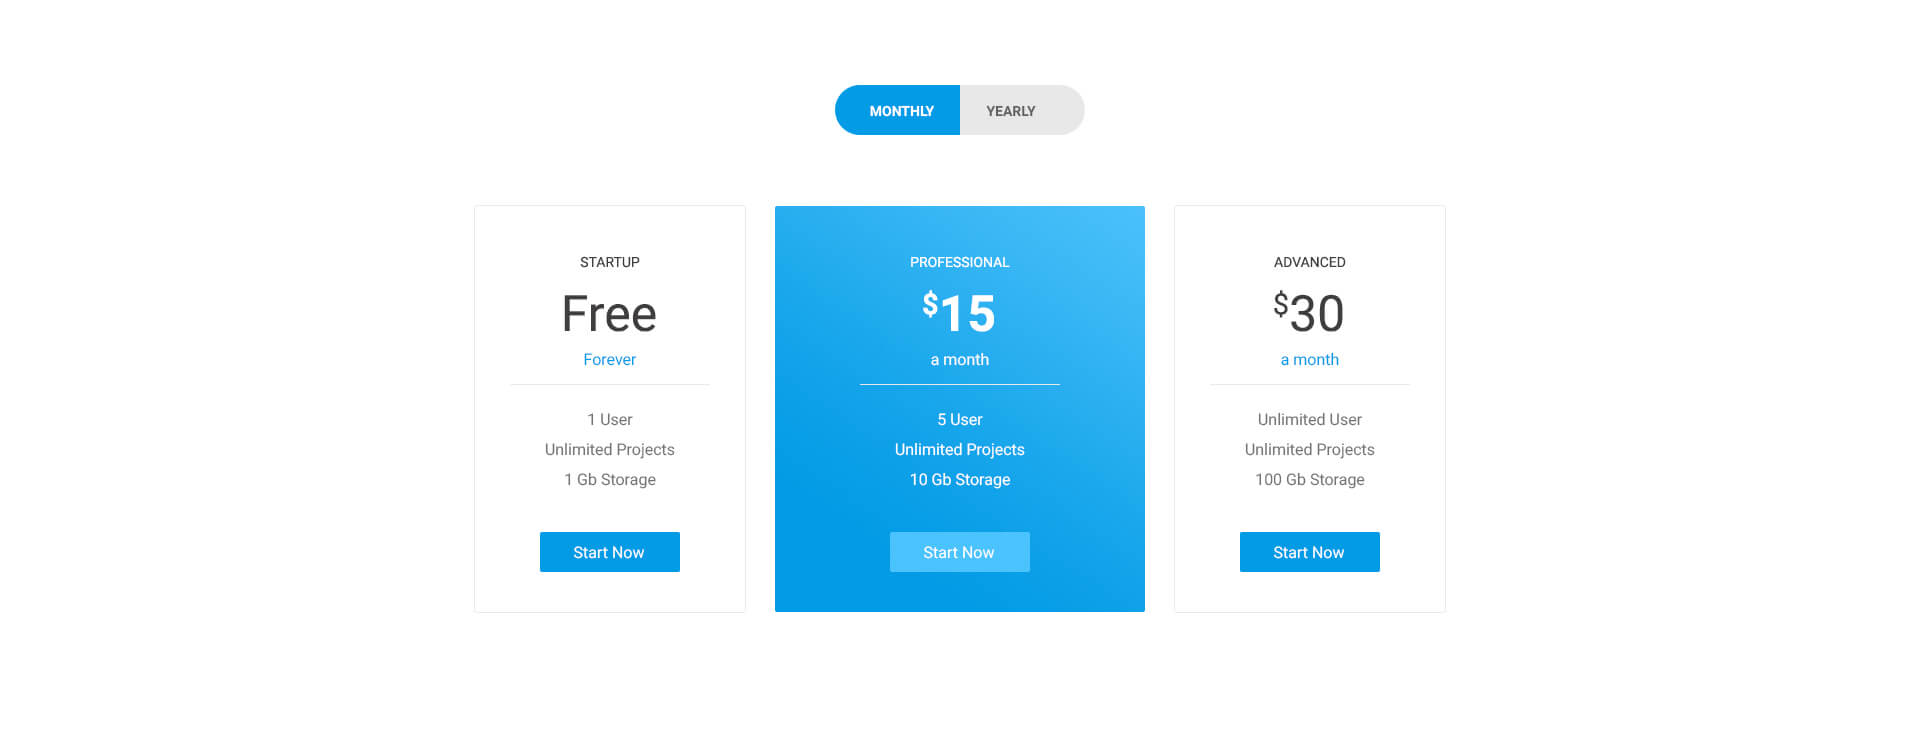 MONTHLY YEARLY
STARTUP
Free
Forever
1 User
Unlimited Projects
1 Gb Storage
Start Now
PROFESSIONAL
$15
a month
5 User
Unlimited Projects
10 Gb Storage
Start Now
ADVANCED
$30
a month
Unlimited User
Unlimited Projects
100 Gb Storage
Start Now